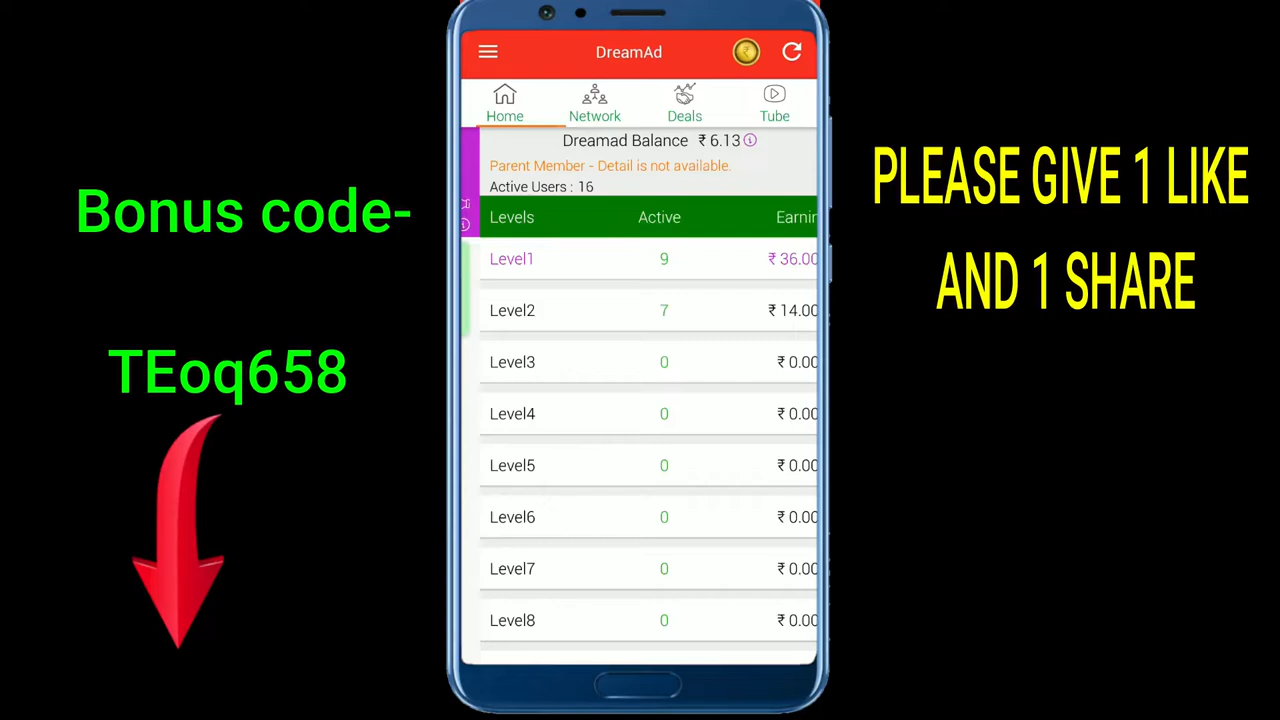 DreamAd
Home Network Deals Tube
Dreamad Balance ₹ 6.13
Parent Member - Detail is not available.
Active Users : 16
Levels Active Earnin
Level1 9 ₹ 36.00
Level2 7 ₹ 14.00
Level3 0 ₹ 0.00
Level4 0 ₹ 0.00
Level5 0 ₹ 0.00
Level6 0 ₹ 0.00
Level7 0 ₹ 0.00
Level8 0 ₹ 0.00
Bonus code-
TEoq658
PLEASE GIVE 1 LIKE
AND 1 SHARE